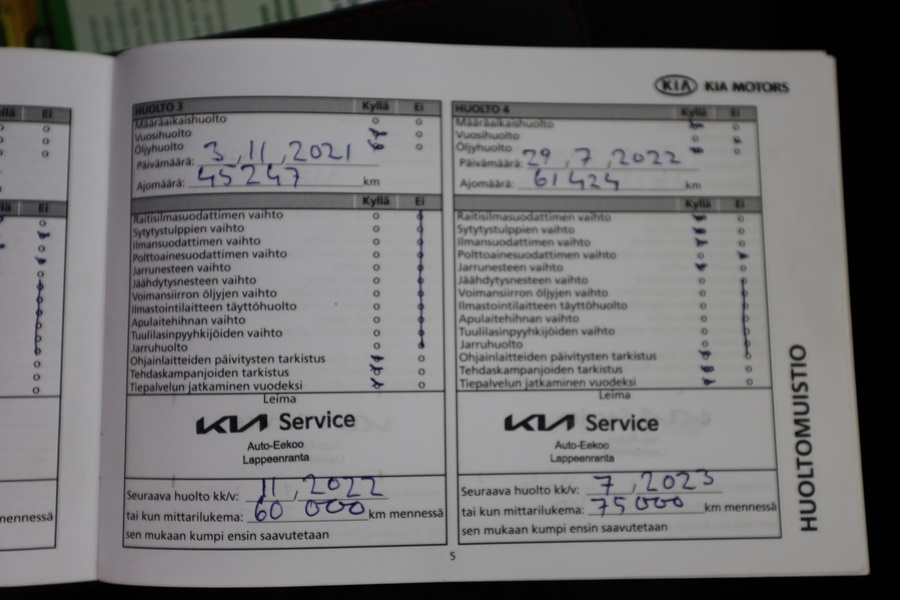 KIA KIA MOTORS
Ei
Ei
HUOLTO 3 Kyllä Ei
Määräaikaishuolto
Vuosihuolto
Öljyhuolto
Päivämäärä: 3,11,2021
Ajomäärä: 45247 km
Kyllä Ei
Raitisilmasuodattimen vaihto
Sytytystulppien vaihto
Ilmansuodattimen vaihto
Polttoainesuodattimen vaihto
Jarrunesteen vaihto
Jäähdytysnesteen vaihto
Voimansiirron öljyjen vaihto
Ilmastointilaitteen täyttöhuolto
Apulaitehihnan vaihto
Tuulilasinpyyhkijöiden vaihto
Jarruhuolto
Ohjainlaitteiden päivitysten tarkistus
Tehdaskampanjoiden tarkistus
Tiepalvelun jatkaminen vuodeksi
Leima
KIA Service
Auto-Eekoo
Lappeenranta
Seuraava huolto kk/v: 11,2022
tai kun mittarilukema: 60 000 km mennessä
sen mukaan kumpi ensin saavutetaan
HUOLTO 4 Kyllä Ei
Määräaikaishuolto
Vuosihuolto
Öljyhuolto
Päivämäärä: 29,7,2022
Ajomäärä: 61424 km
Kyllä Ei
Raitisilmasuodattimen vaihto
Sytytystulppien vaihto
Ilmansuodattimen vaihto
Polttoainesuodattimen vaihto
Jarrunesteen vaihto
Jäähdytysnesteen vaihto
Voimansiirron öljyjen vaihto
Ilmastointilaitteen täyttöhuolto
Apulaitehihnan vaihto
Tuulilasinpyyhkijöiden vaihto
Jarruhuolto
Ohjainlaitteiden päivitysten tarkistus
Tehdaskampanjoiden tarkistus
Tiepalvelun jatkaminen vuodeksi
Leima
KIA Service
Auto-Eekoo
Lappeenranta
Seuraava huolto kk/v: 7,2023
tai kun mittarilukema: 75000 km mennessä
sen mukaan kumpi ensin saavutetaan
mennessä
HUOLTOMUISTIO
5